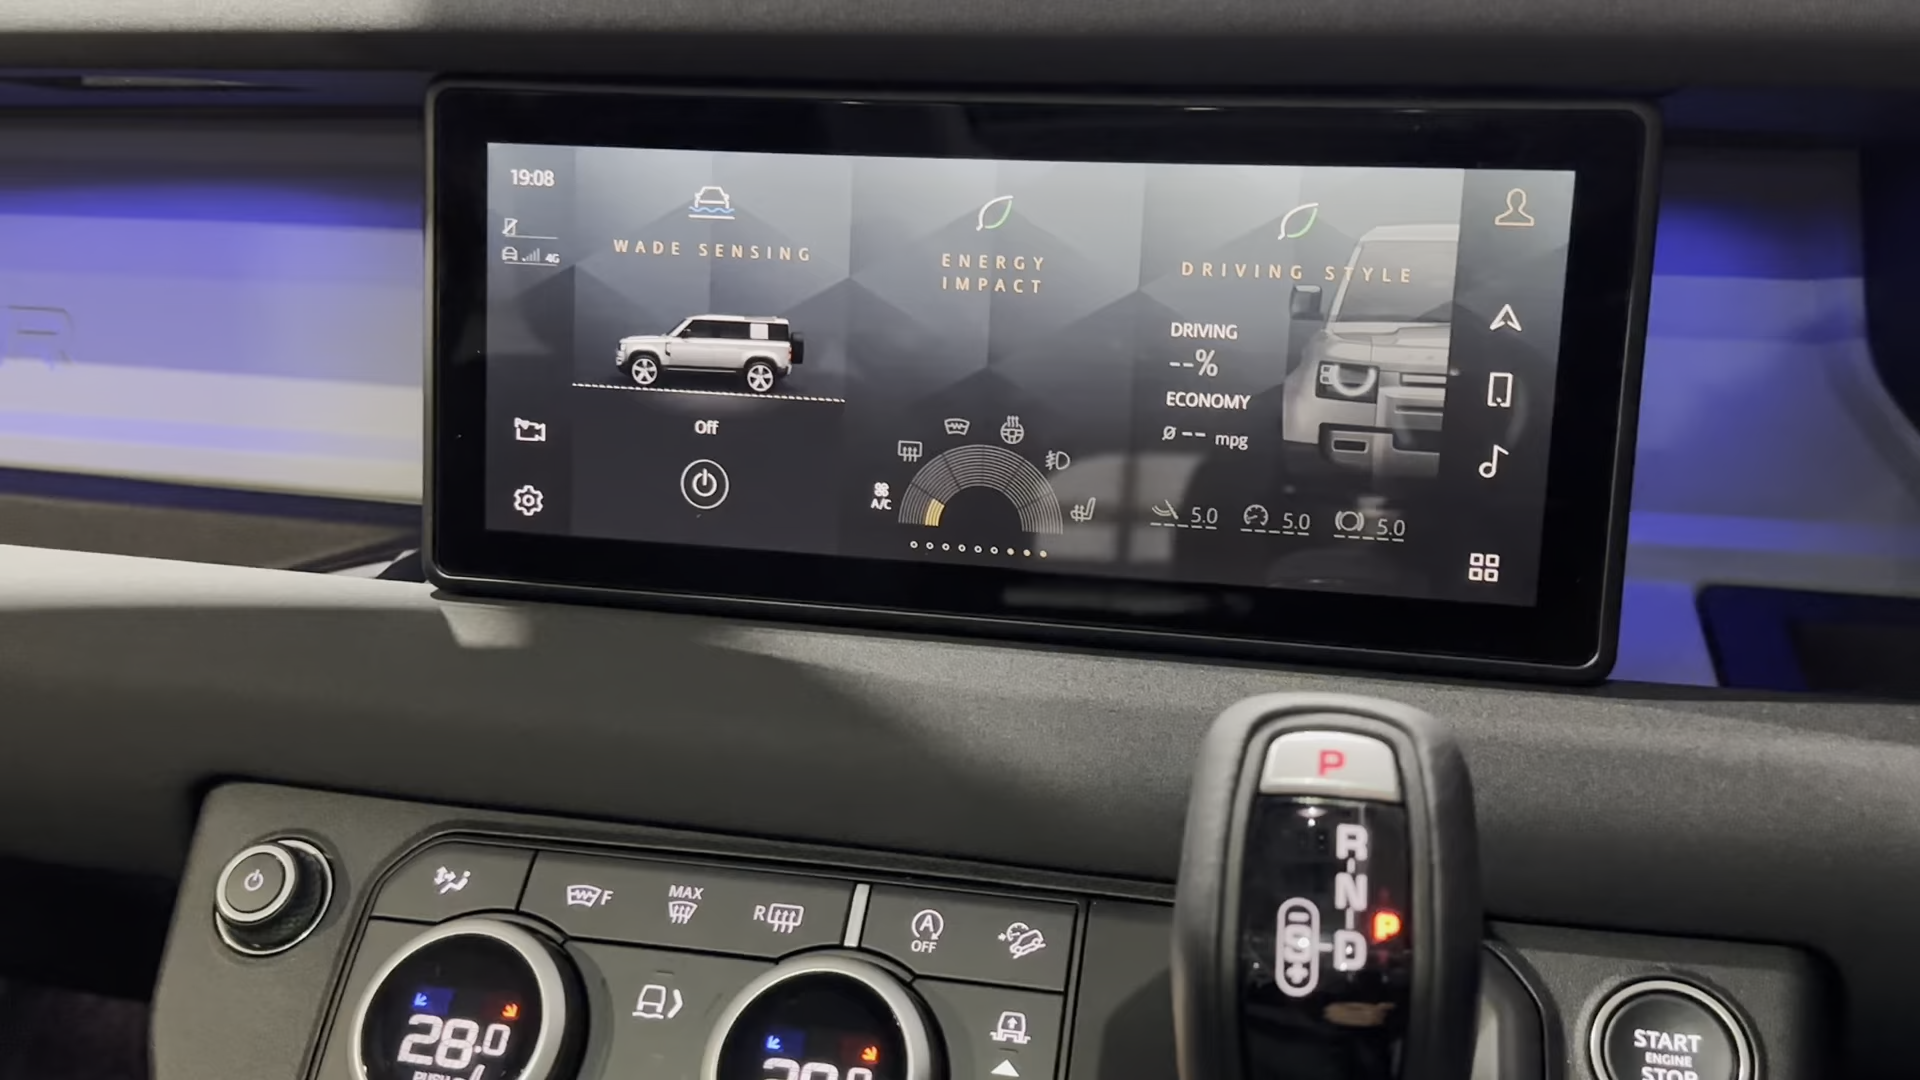 19:08
4G
WADE SENSING
Off
ENERGY
IMPACT
A/C
DRIVING STYLE
DRIVING
--%
ECONOMY
Ø -- mpg
5.0
5.0
5.0
R
P
R
N
D
P
S
F
MAX
R
A
OFF
28.0
START
ENGINE
STOP